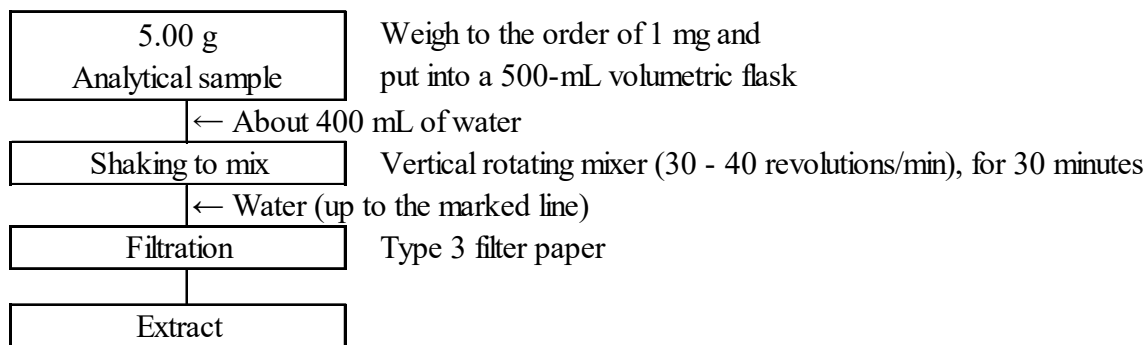 5.00 g
Analytical sample
Weigh to the order of 1 mg and
put into a 500-mL volumetric flask
← About 400 mL of water
Shaking to mix
Vertical rotating mixer (30 - 40 revolutions/min), for 30 minutes
← Water (up to the marked line)
Filtration
Type 3 filter paper
Extract